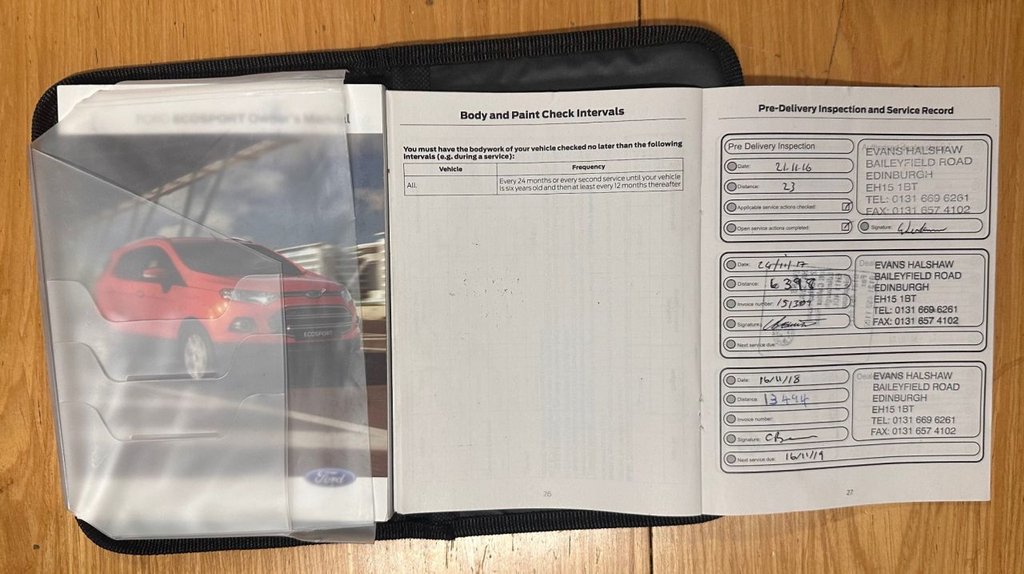 FORD ECOSPORT Owner's Manual
ECOSPORT
Ford
Body and Paint Check Intervals
You must have the bodywork of your vehicle checked no later than the following
intervals (e.g. during a service):
Vehicle Frequency
All. Every 24 months or every second service until your vehicle
is six years old and then at least every 12 months thereafter
26
Pre-Delivery Inspection and Service Record
Pre Delivery Inspection
Date: 21.11.16
Distance: 23
Applicable service actions checked:
Open service actions completed:
EVANS HALSHAW
BAILEYFIELD ROAD
EDINBURGH
EH15 1BT
TEL: 0131 669 6261
FAX: 0131 657 4102
Signature:
Date: 24/11/17
Distance: 6398
Invoice number: 151304
Signature:
Next service due:
EVANS HALSHAW
BAILEYFIELD ROAD
EDINBURGH
EH15 1BT
TEL: 0131 669 6261
FAX: 0131 657 4102
Date: 16/11/18
Distance: 13494
Invoice number:
Signature:
Next service due: 16/11/19
EVANS HALSHAW
BAILEYFIELD ROAD
EDINBURGH
EH15 1BT
TEL: 0131 669 6261
FAX: 0131 657 4102
27